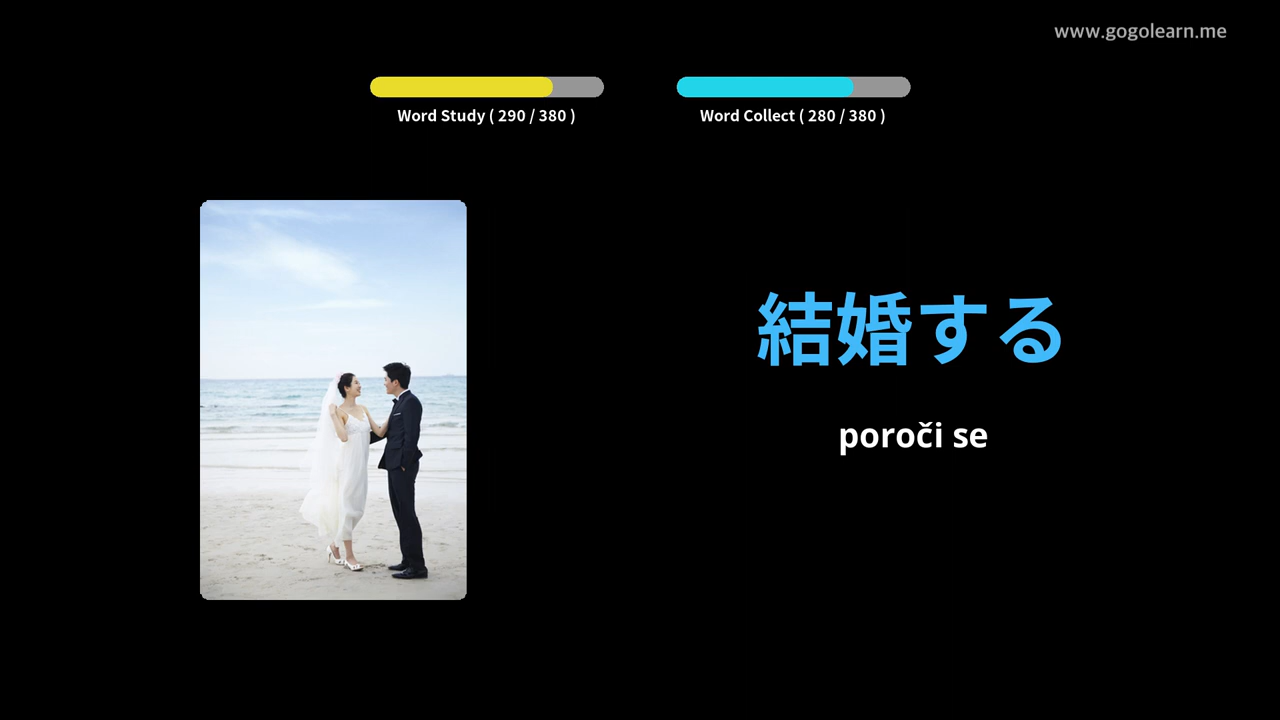 www.gogolearn.me
Word Study ( 290 / 380 )
Word Collect ( 280 / 380 )
結婚する
poroči se